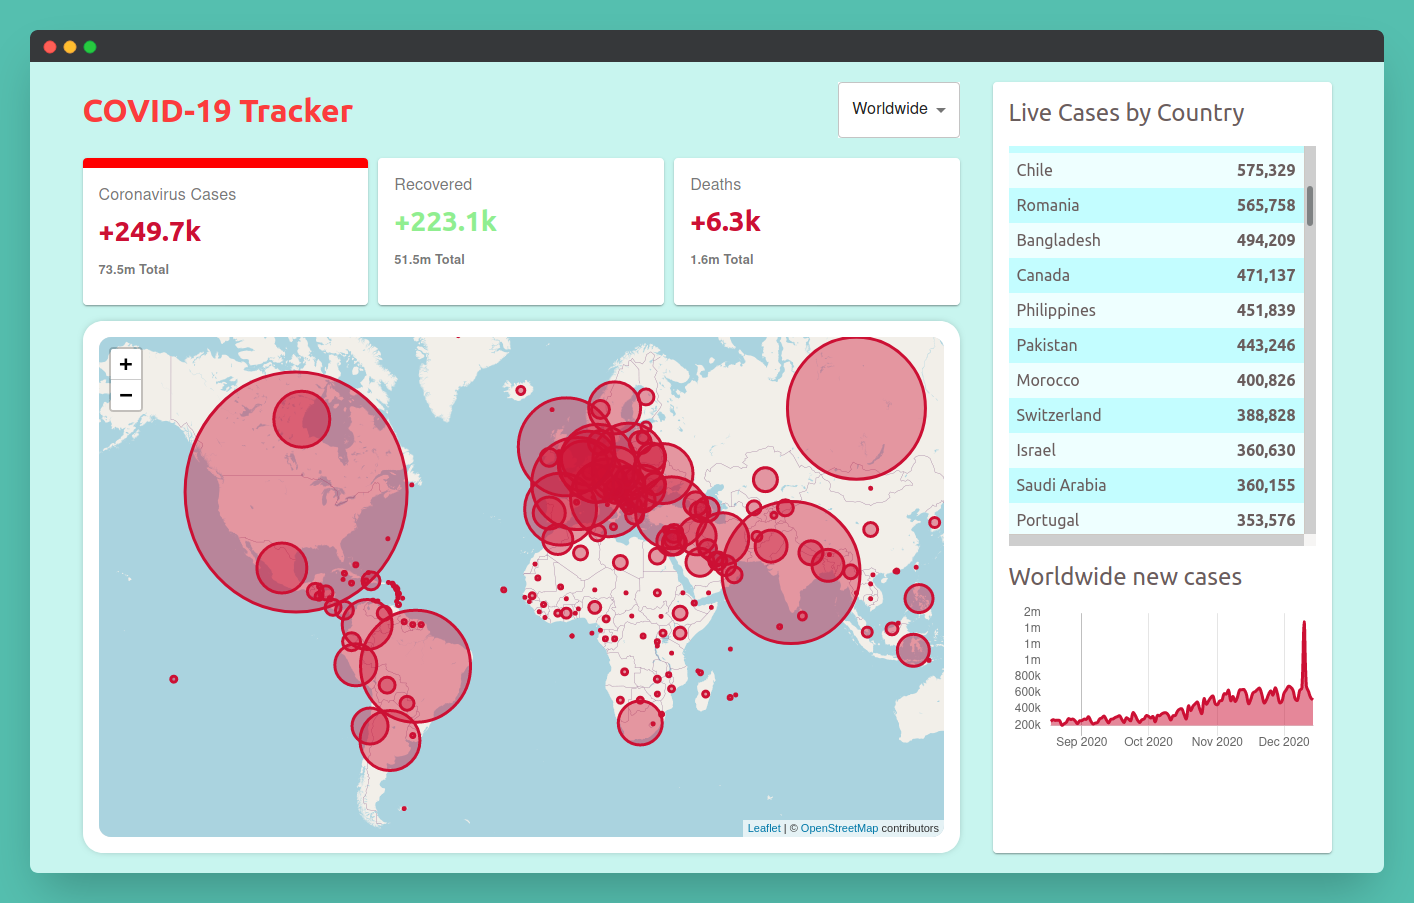 COVID-19 Tracker
Worldwide
Coronavirus Cases
+249.7k
73.5m Total
Recovered
+223.1k
51.5m Total
Deaths
+6.3k
1.6m Total
+
−
Leaflet | © OpenStreetMap contributors
Live Cases by Country
Chile 575,329
Romania 565,758
Bangladesh 494,209
Canada 471,137
Philippines 451,839
Pakistan 443,246
Morocco 400,826
Switzerland 388,828
Israel 360,630
Saudi Arabia 360,155
Portugal 353,576
Worldwide new cases
2m
1m
1m
1m
800k
600k
400k
200k
Sep 2020 Oct 2020 Nov 2020 Dec 2020